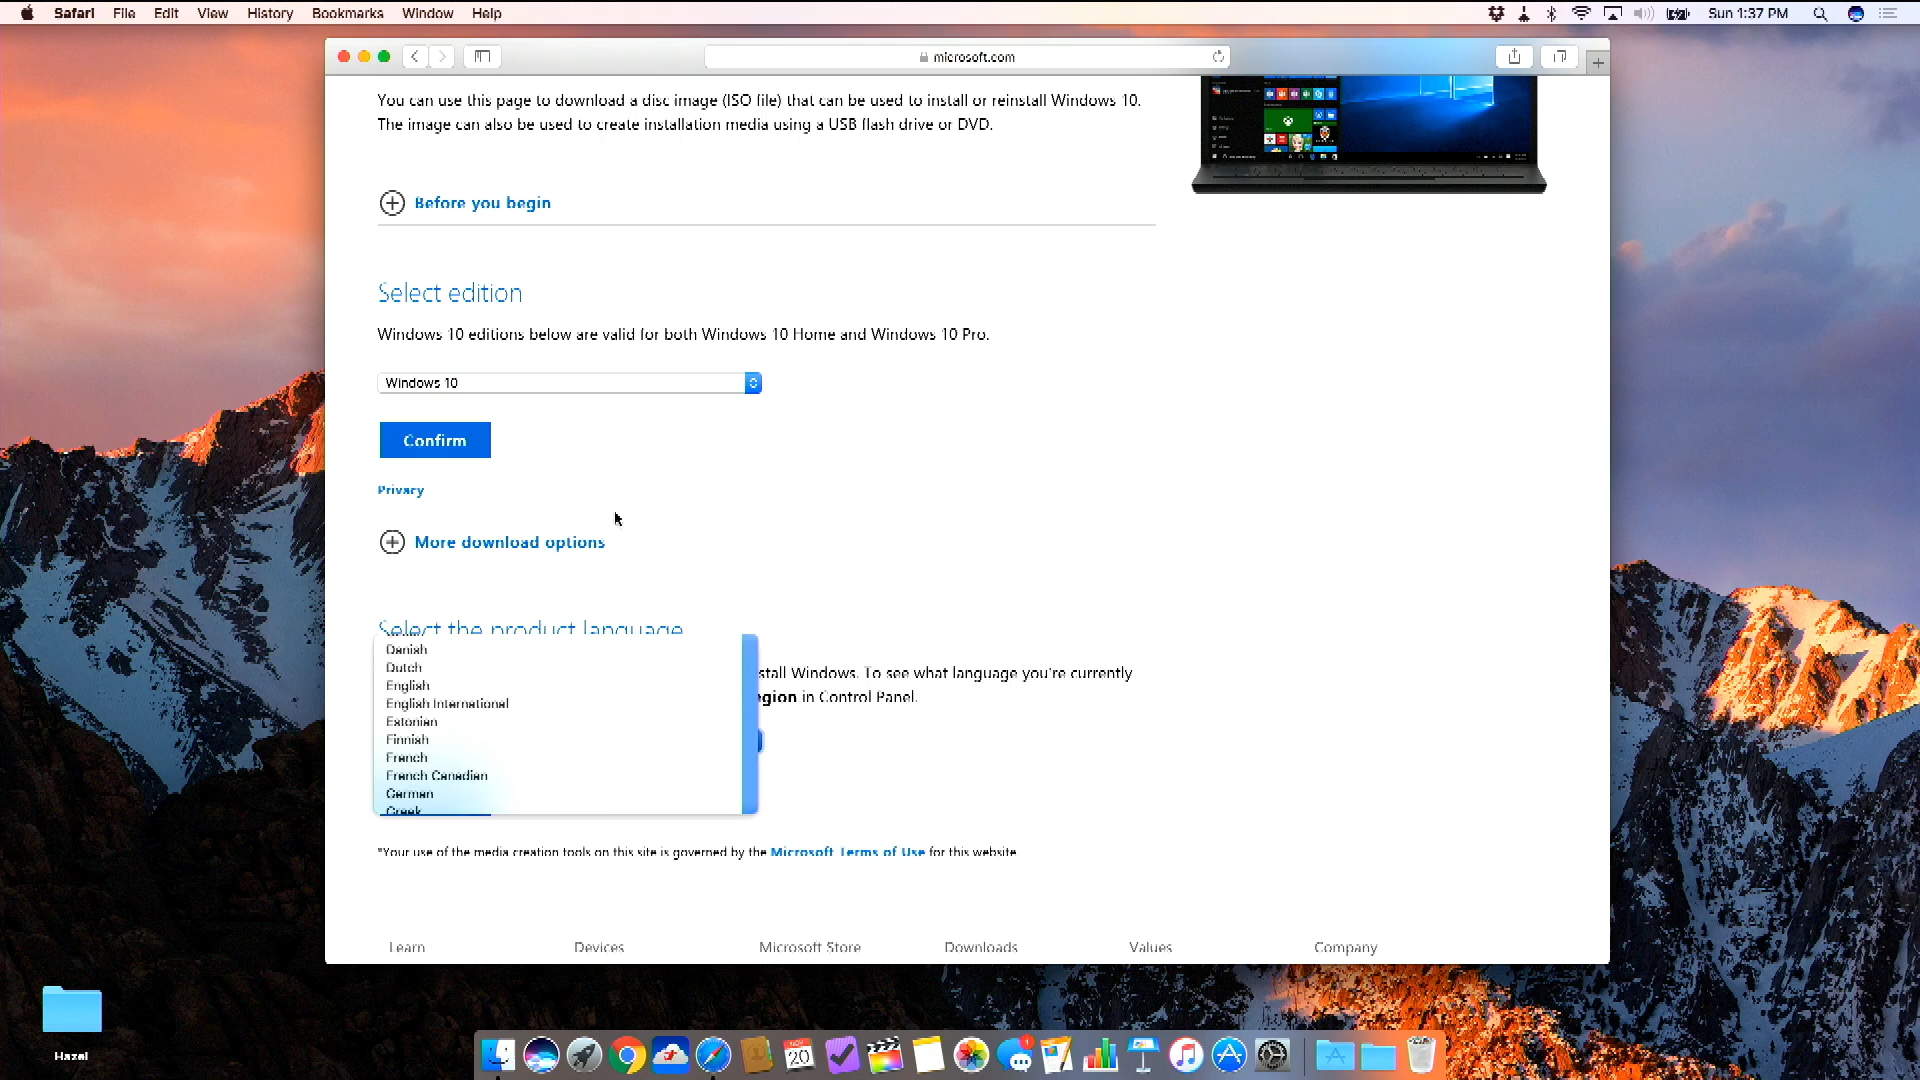 Safari File Edit View History Bookmarks Window Help
Sun 1:37 PM
microsoft.com
You can use this page to download a disc image (ISO file) that can be used to install or reinstall Windows 10.
The image can also be used to create installation media using a USB flash drive or DVD.
Before you begin
Select edition
Windows 10 editions below are valid for both Windows 10 Home and Windows 10 Pro.
Windows 10
Confirm
Privacy
More download options
Select the product language
Danish
Dutch
stall Windows. To see what language you're currently
English
egion in Control Panel.
English International
Estonian
Finnish
French
French Canadian
German
Greek
*Your use of the media creation tools on this site is governed by the Microsoft Terms of Use for this website
Learn Devices Microsoft Store Downloads Values Company
Hazel
NOV
20
1